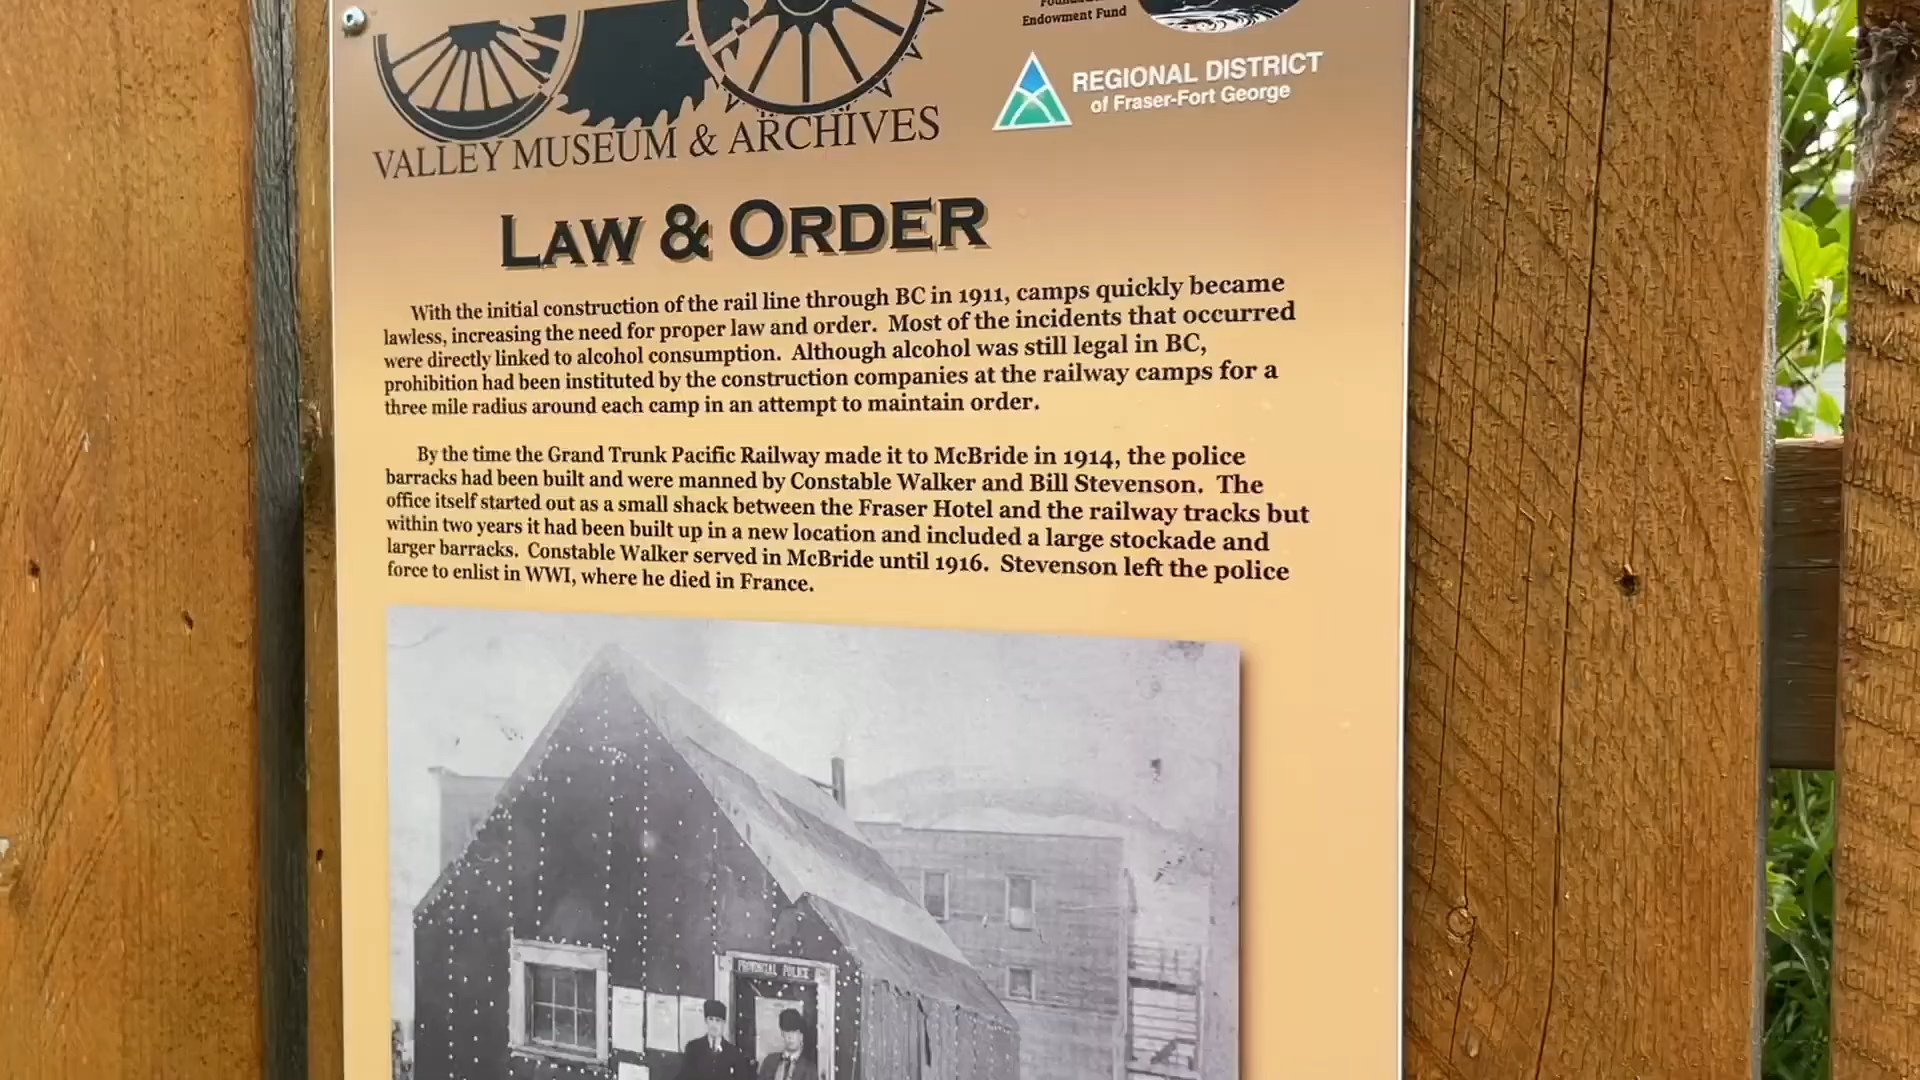 Endowment Fund
REGIONAL DISTRICT
of Fraser-Fort George
VALLEY MUSEUM & ARCHIVES
LAW & ORDER
With the initial construction of the rail line through BC in 1911, camps quickly became
lawless, increasing the need for proper law and order. Most of the incidents that occurred
were directly linked to alcohol consumption. Although alcohol was still legal in BC,
prohibition had been instituted by the construction companies at the railway camps for a
three mile radius around each camp in an attempt to maintain order.
By the time the Grand Trunk Pacific Railway made it to McBride in 1914, the police
barracks had been built and were manned by Constable Walker and Bill Stevenson. The
office itself started out as a small shack between the Fraser Hotel and the railway tracks but
within two years it had been built up in a new location and included a large stockade and
larger barracks. Constable Walker served in McBride until 1916. Stevenson left the police
force to enlist in WWI, where he died in France.
PROVINCIAL POLICE